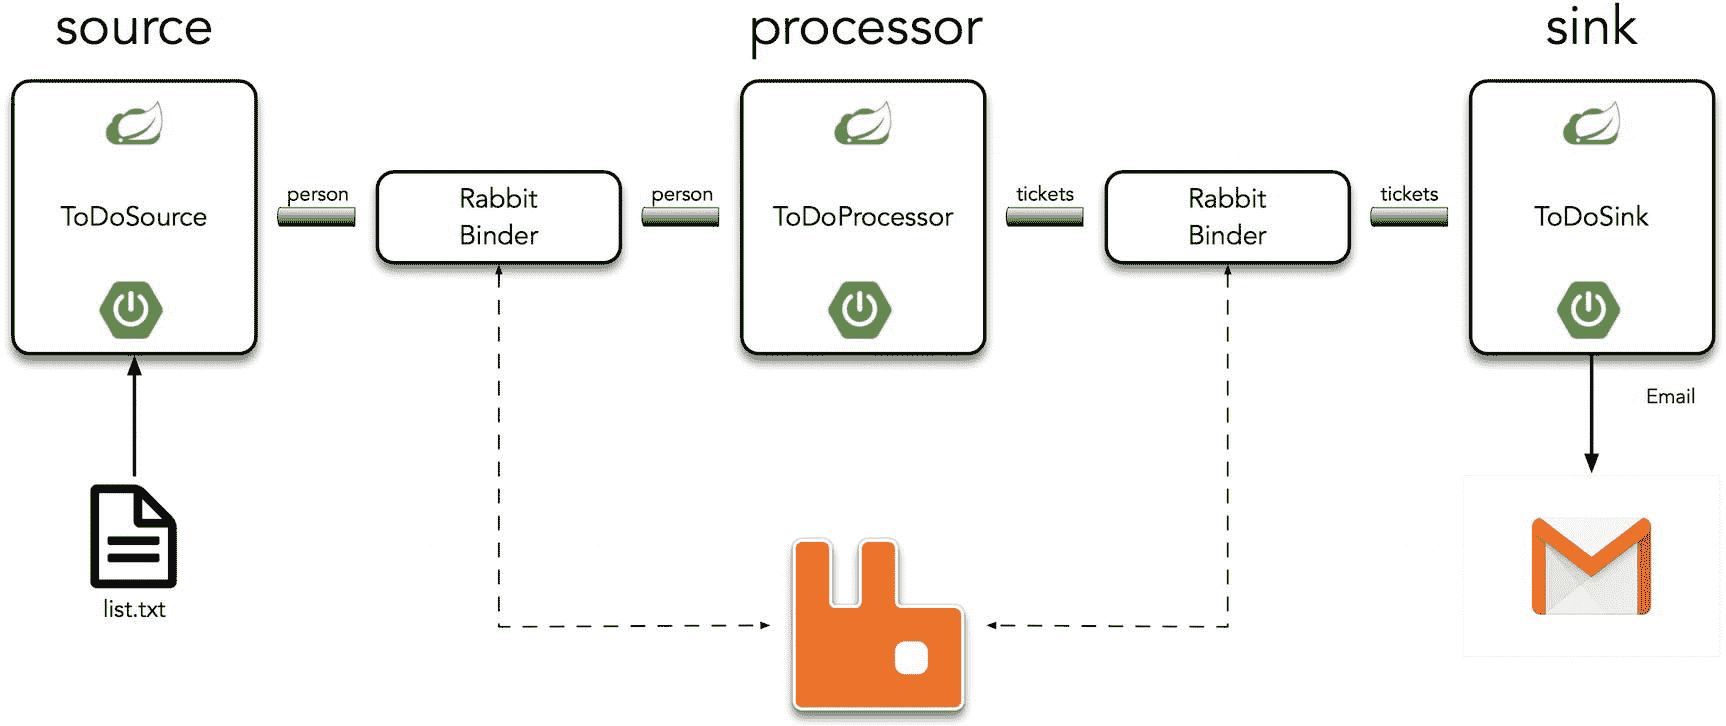 source
processor
sink
ToDoSource
person
Rabbit
Binder
person
ToDoProcessor
tickets
Rabbit
Binder
tickets
ToDoSink
Email
list.txt